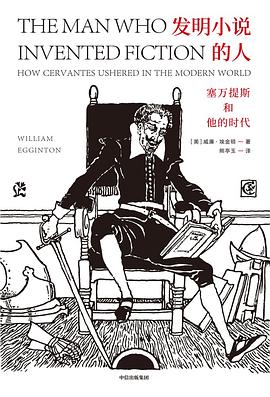 THE MAN WHO 发明小说
INVENTED FICTION 的人
HOW CERVANTES USHERED IN THE MODERN WORLD
塞万提斯
和
他的时代
WILLIAM
EGGINTON
[美] 威廉·埃金顿 — 著
熊亭玉 — 译
中信出版集团